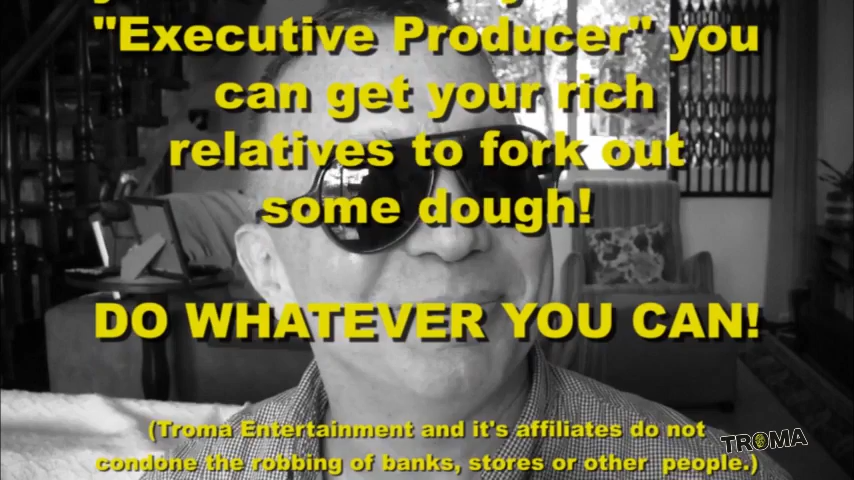 "Executive Producer" you
can get your rich
relatives to fork out
some dough!
DO WHATEVER YOU CAN!
(Troma Entertainment and it's affiliates do not
condone the robbing of banks, stores or other people.)
TROMA